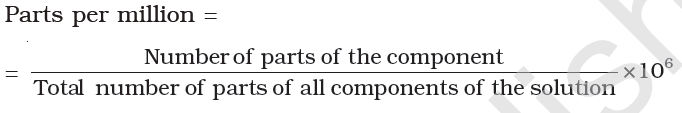 Parts per million =
= Number of parts of the component
Total number of parts of all components of the solution ×10⁶